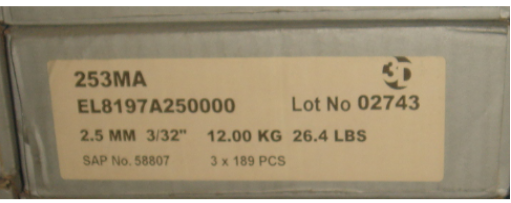 253MA
EL8197A250000 Lot No 02743
2.5 MM 3/32" 12.00 KG 26.4 LBS
SAP No. 58807 3 x 189 PCS